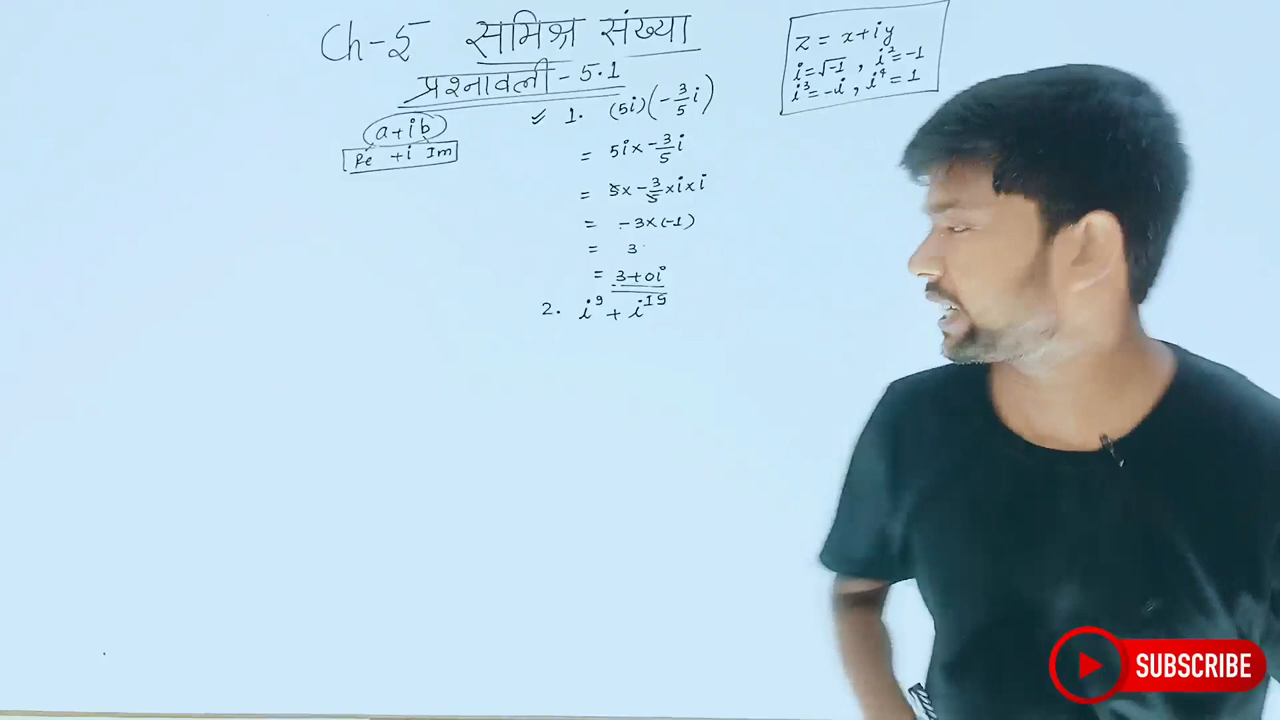 Ch-5 समिश्र संख्या
प्रश्नावली - 5.1
z = x+iy
i=√-1 , i²=-1
i³=-i , i⁴=1
(a+ib)
Re +i Im
✓ 1. (5i)(-3/5 i)
= 5i×-3/5 i
= 5×-3/5×i×i
= -3×(-1)
= 3
= 3+0i
2. i⁹ + i¹⁹
SUBSCRIBE